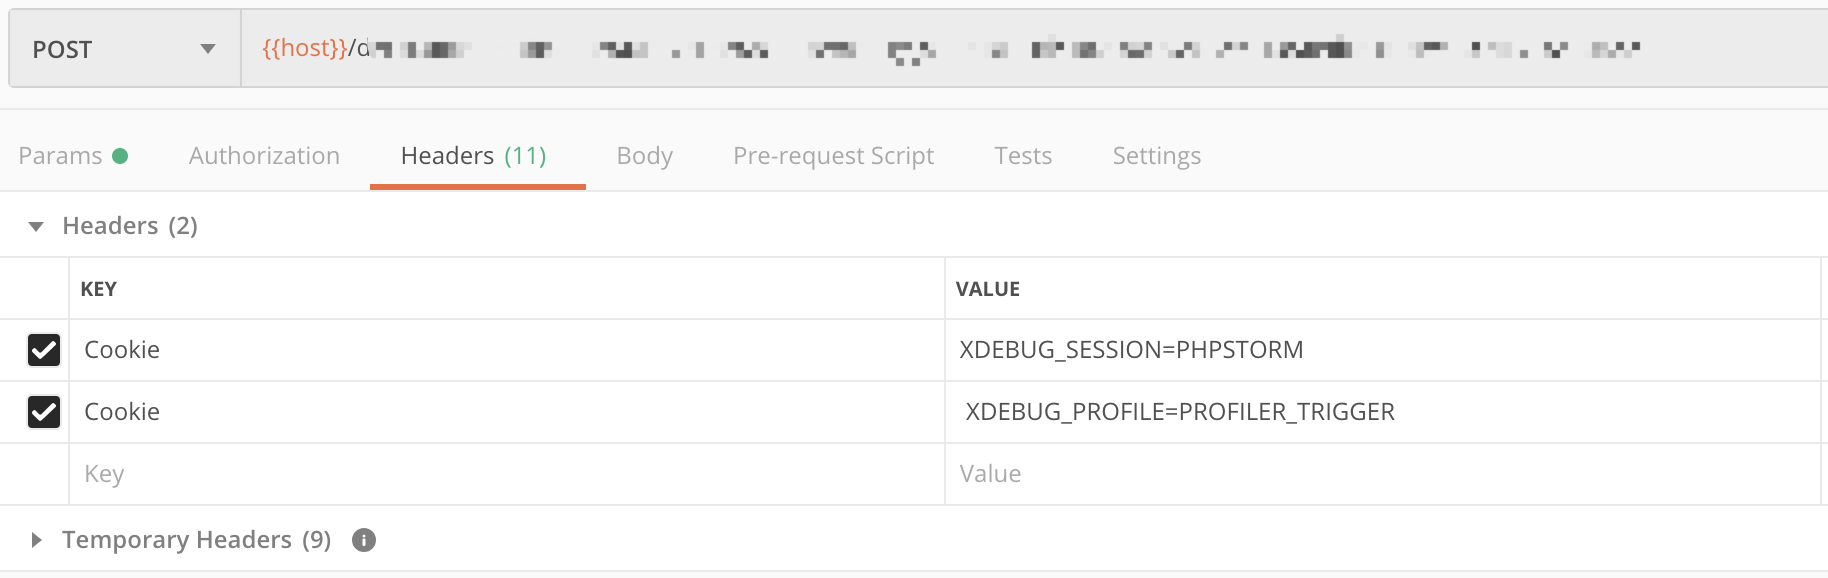 POST {{host}}/d
Params Authorization Headers (11) Body Pre-request Script Tests Settings
Headers (2)
KEY VALUE
Cookie XDEBUG_SESSION=PHPSTORM
Cookie XDEBUG_PROFILE=PROFILER_TRIGGER
Key Value
Temporary Headers (9) i